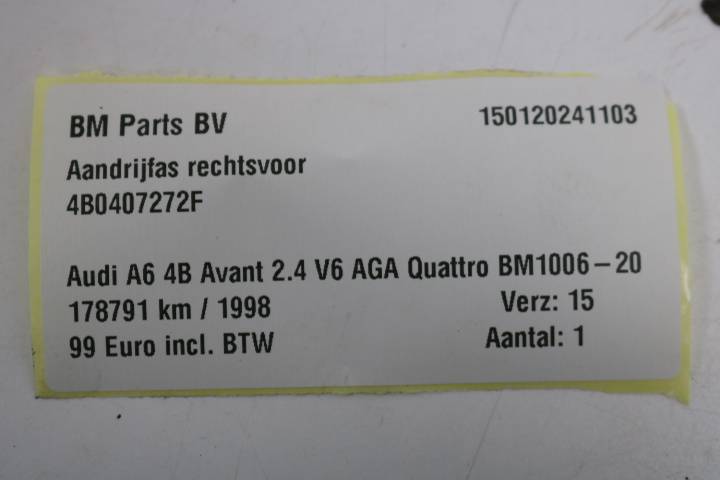 BM Parts BV 150120241103
Aandrijfas rechtsvoor
4B0407272F
Audi A6 4B Avant 2.4 V6 AGA Quattro BM1006-20
178791 km / 1998 Verz: 15
99 Euro incl. BTW Aantal: 1